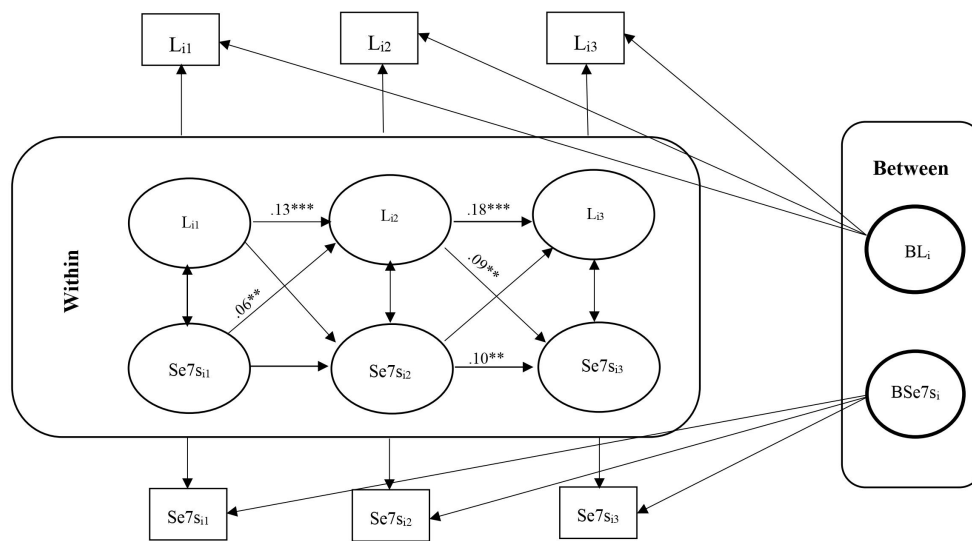 Li1 Li2 Li3
Between
Within
Li1 .13*** Li2 .18*** Li3
BLi
.06** .09**
Se7si1 Se7si2 .10** Se7si3
BSe7si
Se7si1 Se7si2 Se7si3